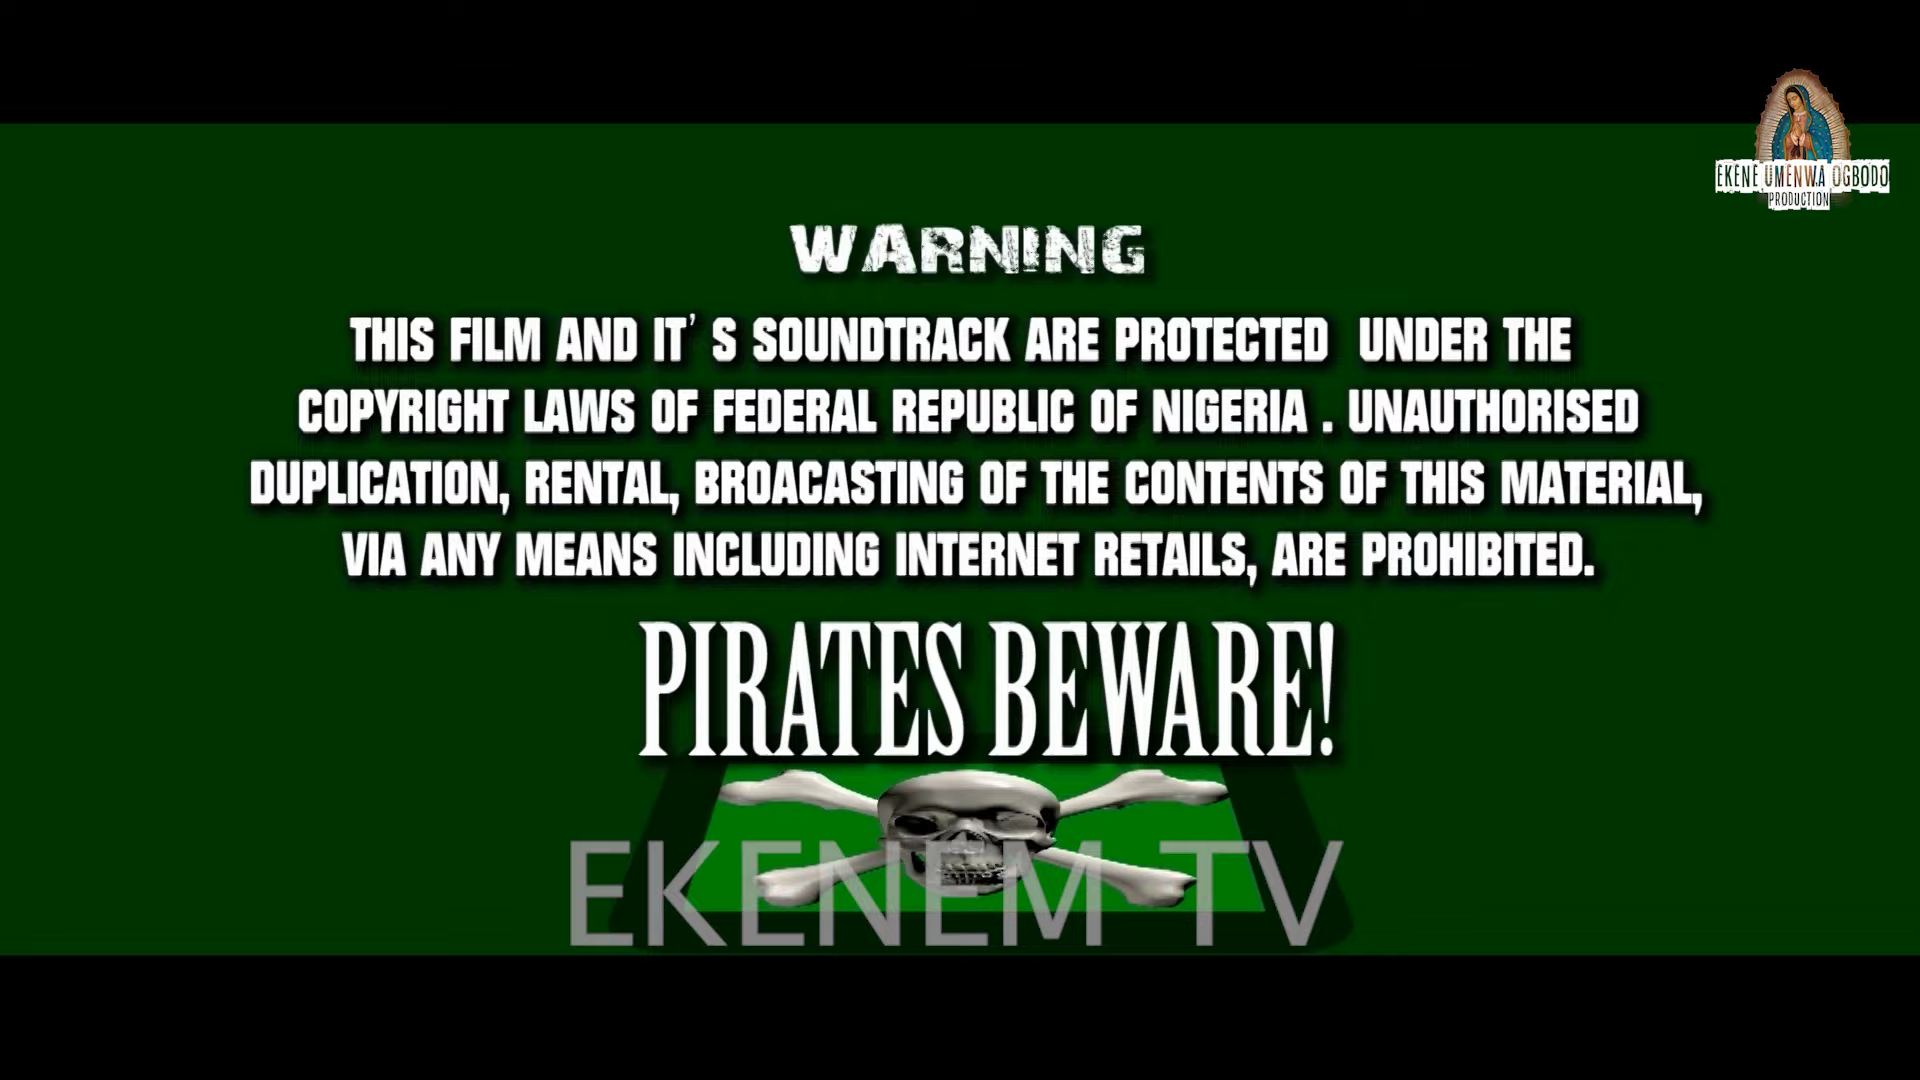 EKENE UMENWA OGBODO
PRODUCTION
WARNING
THIS FILM AND IT'S SOUNDTRACK ARE PROTECTED UNDER THE
COPYRIGHT LAWS OF FEDERAL REPUBLIC OF NIGERIA . UNAUTHORISED
DUPLICATION, RENTAL, BROACASTING OF THE CONTENTS OF THIS MATERIAL,
VIA ANY MEANS INCLUDING INTERNET RETAILS, ARE PROHIBITED.
PIRATES BEWARE!
EKENEM TV